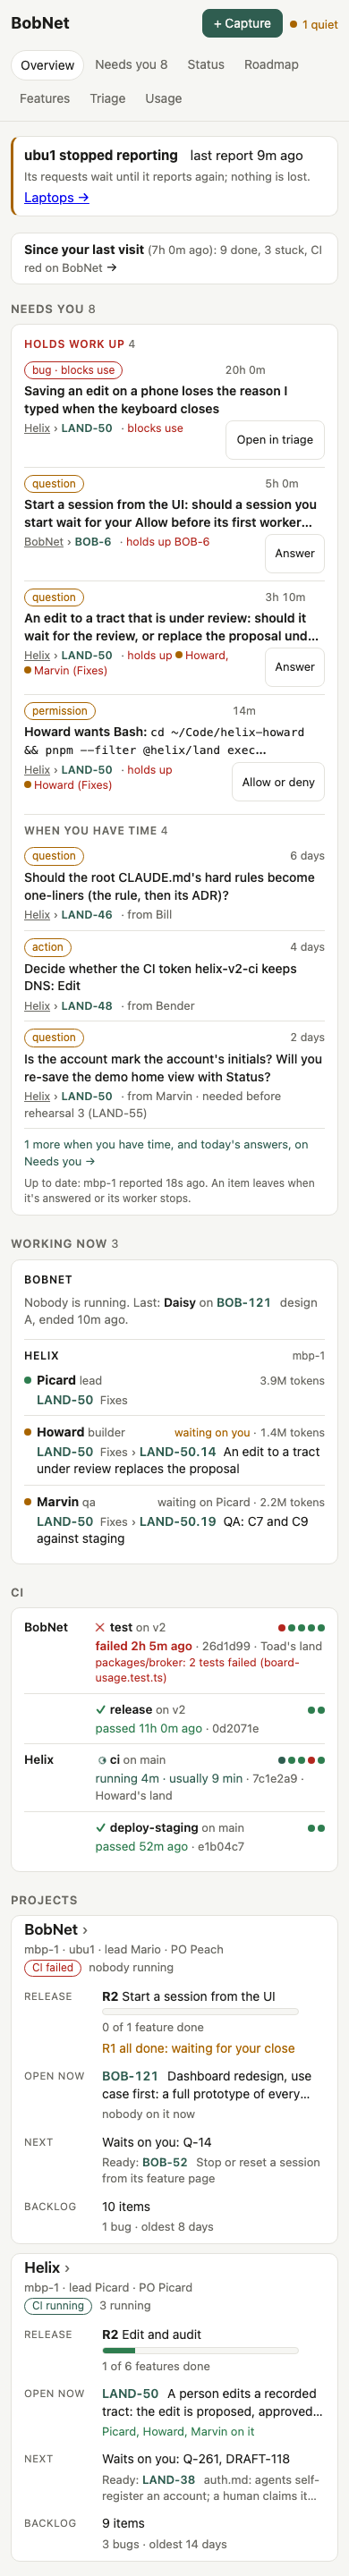 BobNet
+ Capture
1 quiet
Overview
Needs you 8
Status
Roadmap
Features
Triage
Usage
ubu1 stopped reporting last report 9m ago
Its requests wait until it reports again; nothing is lost.
Laptops →
Since your last visit (7h 0m ago): 9 done, 3 stuck, CI
red on BobNet →
NEEDS YOU 8
HOLDS WORK UP 4
bug · blocks use
20h 0m
Saving an edit on a phone loses the reason I
typed when the keyboard closes
Helix › LAND-50 · blocks use
Open in triage
question
5h 0m
Start a session from the UI: should a session you
start wait for your Allow before its first worker…
BobNet › BOB-6 · holds up BOB-6
Answer
question
3h 10m
An edit to a tract that is under review: should it
wait for the review, or replace the proposal und…
Helix › LAND-50 · holds up Howard,
Marvin (Fixes)
Answer
permission
14m
Howard wants Bash: cd ~/Code/helix-howard
&& pnpm --filter @helix/land exec…
Helix › LAND-50 · holds up
Howard (Fixes)
Allow or deny
WHEN YOU HAVE TIME 4
question
6 days
Should the root CLAUDE.md's hard rules become
one-liners (the rule, then its ADR)?
Helix › LAND-46 · from Bill
action
4 days
Decide whether the CI token helix-v2-ci keeps
DNS: Edit
Helix › LAND-48 · from Bender
question
2 days
Is the account mark the account's initials? Will you
re-save the demo home view with Status?
Helix › LAND-50 · from Marvin · needed before
rehearsal 3 (LAND-55)
1 more when you have time, and today's answers, on
Needs you →
Up to date: mbp-1 reported 18s ago. An item leaves when
it's answered or its worker stops.
WORKING NOW 3
BOBNET
Nobody is running. Last: Daisy on BOB-121 design
A, ended 10m ago.
HELIX
mbp-1
Picard lead
3.9M tokens
LAND-50 Fixes
Howard builder
waiting on you · 1.4M tokens
LAND-50 Fixes › LAND-50.14 An edit to a tract
under review replaces the proposal
Marvin qa
waiting on Picard · 2.2M tokens
LAND-50 Fixes › LAND-50.19 QA: C7 and C9
against staging
CI
BobNet
test on v2
failed 2h 5m ago · 26d1d99 · Toad's land
packages/broker: 2 tests failed (board-
usage.test.ts)
release on v2
passed 11h 0m ago · 0d2071e
Helix
ci on main
running 4m · usually 9 min · 7c1e2a9 ·
Howard's land
deploy-staging on main
passed 52m ago · e1b04c7
PROJECTS
BobNet ›
mbp-1 · ubu1 · lead Mario · PO Peach
CI failed nobody running
RELEASE
R2 Start a session from the UI
0 of 1 feature done
R1 all done: waiting for your close
OPEN NOW
BOB-121 Dashboard redesign, use
case first: a full prototype of every…
nobody on it now
NEXT
Waits on you: Q-14
Ready: BOB-52 Stop or reset a session
from its feature page
BACKLOG
10 items
1 bug · oldest 8 days
Helix ›
mbp-1 · lead Picard · PO Picard
CI running 3 running
RELEASE
R2 Edit and audit
1 of 6 features done
OPEN NOW
LAND-50 A person edits a recorded
tract: the edit is proposed, approved…
Picard, Howard, Marvin on it
NEXT
Waits on you: Q-261, DRAFT-118
Ready: LAND-38 auth.md: agents self-
register an account; a human claims it…
BACKLOG
9 items
3 bugs · oldest 14 days